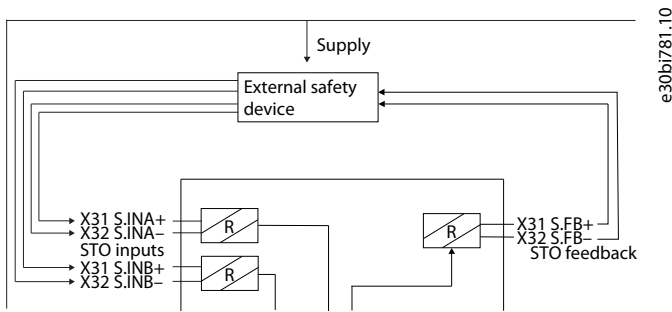 e30bi781.10
Supply
External safety
device
X31 S.INA+
X32 S.INA–
STO inputs
X31 S.INB+
X32 S.INB–
R
R
R
X31 S.FB+
X32 S.FB–
STO feedback